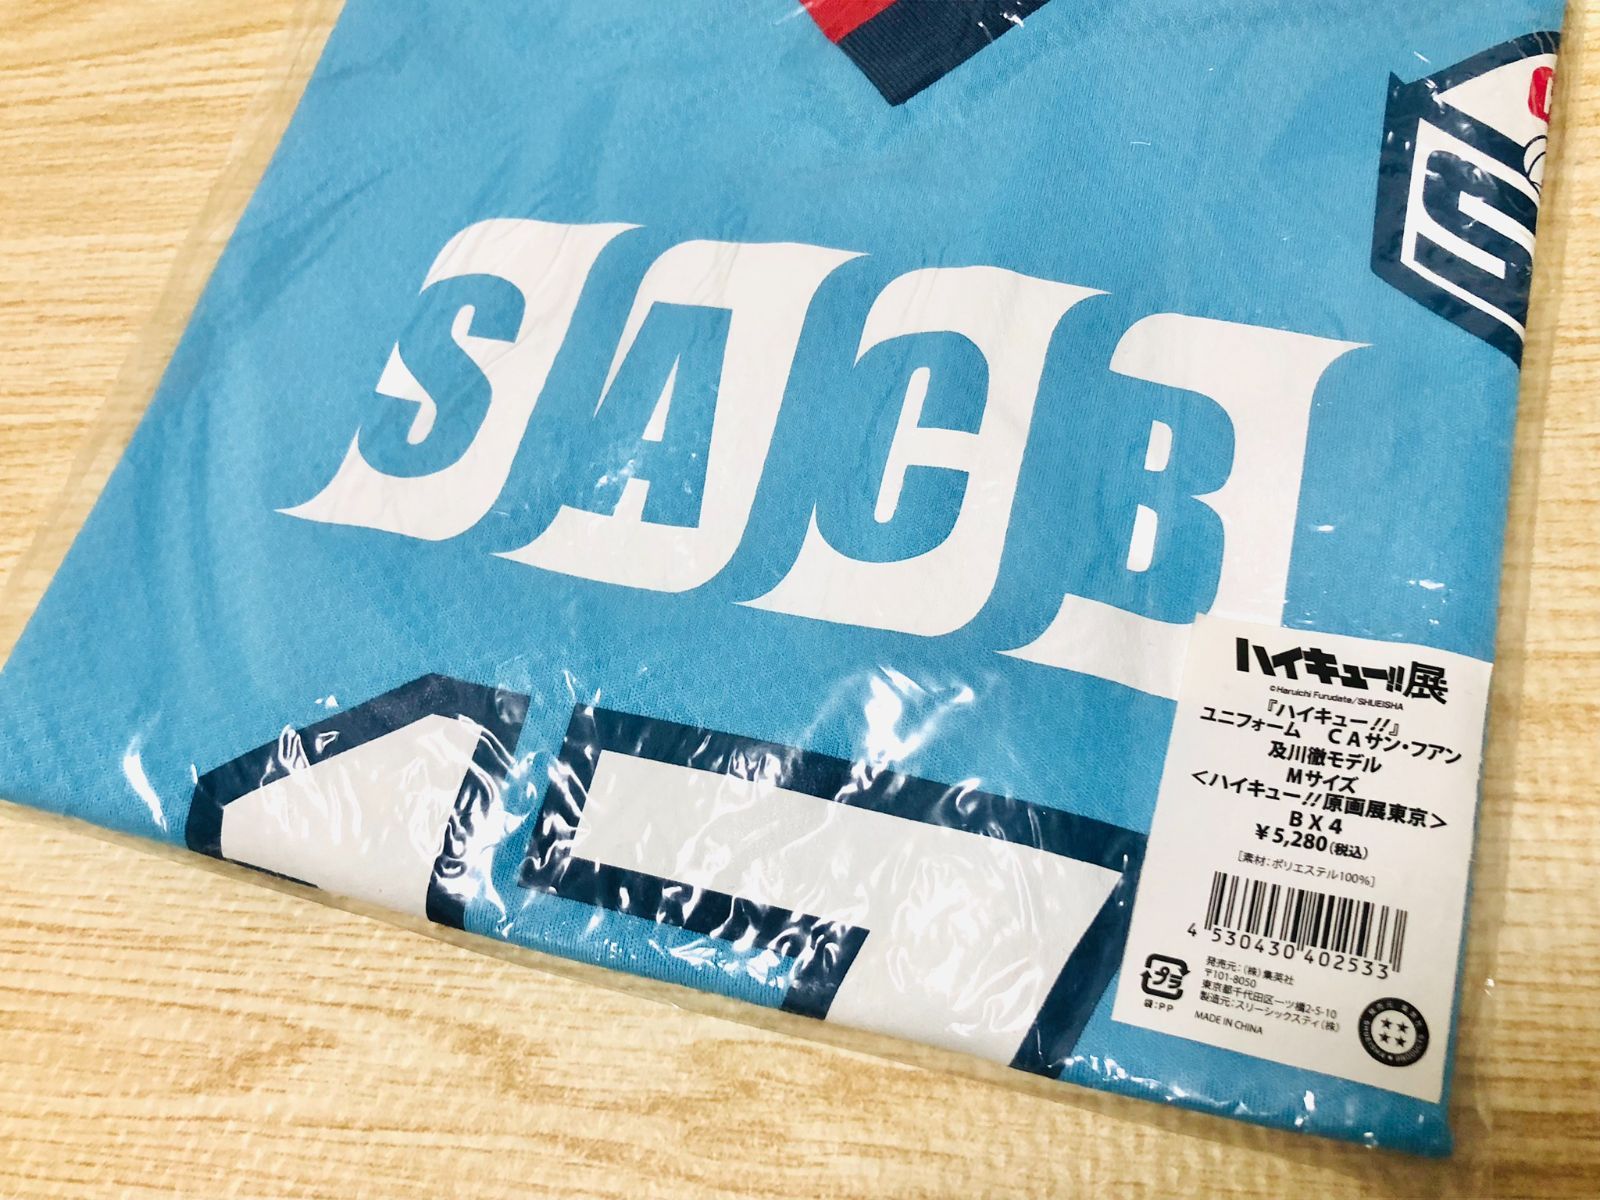 SACB
ハイキュー!!展
©Haruichi Furudate/SHUEISHA
『ハイキュー!!』
ユニフォーム CAサン・フアン
及川徹モデル
Mサイズ
<ハイキュー!!原画展東京>
BX4
¥5,280(税込)
[素材:ポリエステル100%]
4 530430 402533
プラ
袋:PP
発売元:(株)集英社
〒101-8050
東京都千代田区一ツ橋2-5-10
製造元:スリーシックスティ(株)
MADE IN CHINA